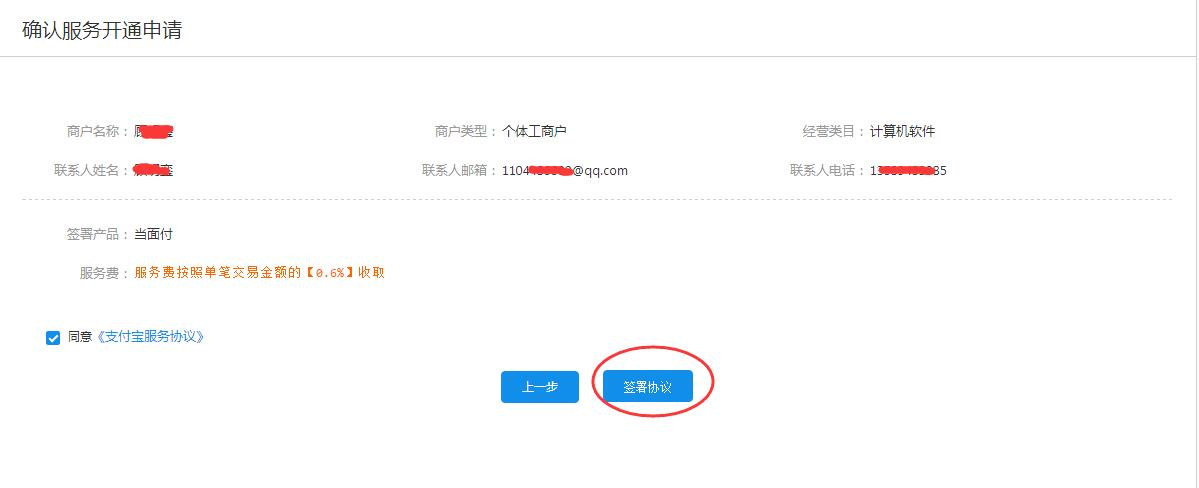 确认服务开通申请
商户名称： 商户类型： 个体工商户 经营类目： 计算机软件
联系人姓名： 联系人邮箱： 1104 @qq.com 联系人电话： 1 35
签署产品： 当面付
服务费： 服务费按照单笔交易金额的【0.6%】收取
同意《支付宝服务协议》
上一步 签署协议